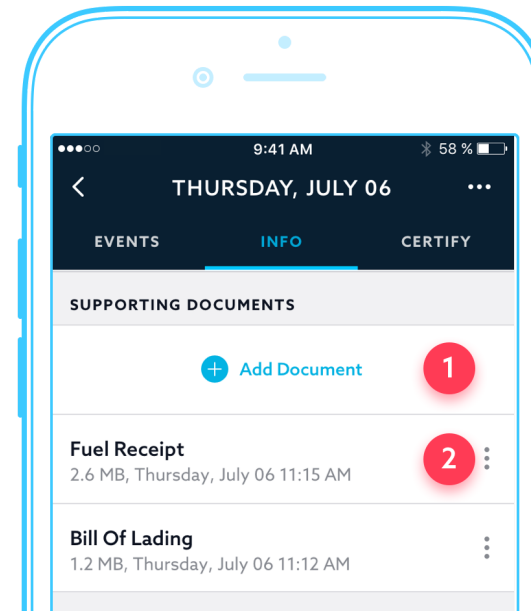 9:41 AM 58 %
THURSDAY, JULY 06
EVENTS INFO CERTIFY
SUPPORTING DOCUMENTS
Add Document 1
Fuel Receipt 2
2.6 MB, Thursday, July 06 11:15 AM
Bill Of Lading
1.2 MB, Thursday, July 06 11:12 AM